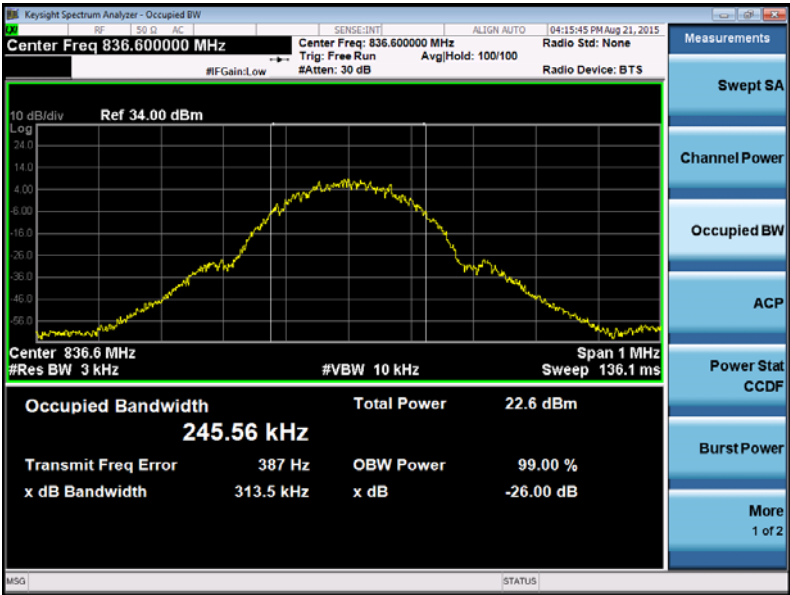 Keysight Spectrum Analyzer - Occupied BW
RF 50 Ω AC SENSE:INT ALIGN AUTO 04:15:45 PM Aug 21, 2015
Center Freq 836.600000 MHz
Center Freq: 836.600000 MHz Radio Std: None
Trig: Free Run Avg|Hold: 100/100
#IFGain:Low #Atten: 30 dB Radio Device: BTS
10 dB/div Ref 34.00 dBm
Log
24.0
14.0
4.00
-6.00
-16.0
-26.0
-36.0
-46.0
-56.0
Center 836.6 MHz Span 1 MHz
#Res BW 3 kHz #VBW 10 kHz Sweep 136.1 ms
Occupied Bandwidth Total Power 22.6 dBm
245.56 kHz
Transmit Freq Error 387 Hz OBW Power 99.00 %
x dB Bandwidth 313.5 kHz x dB -26.00 dB
MSG STATUS
Measurements
Swept SA
Channel Power
Occupied BW
ACP
Power Stat
CCDF
Burst Power
More
1 of 2